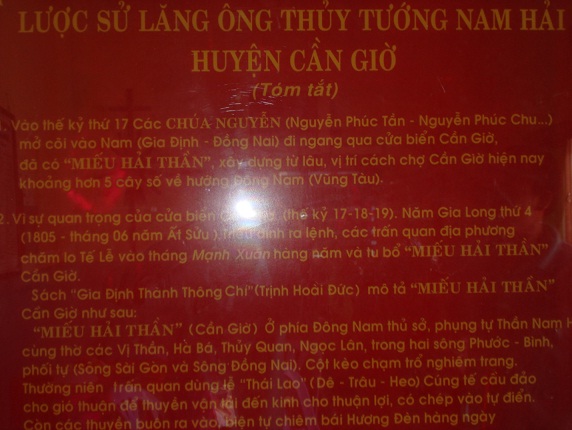 LƯỢC SỬ LĂNG ÔNG THỦY TƯỚNG NAM HẢI
HUYỆN CẦN GIỜ
(Tóm tắt)
1. Vào thế kỷ thứ 17 Các CHÚA NGUYỄN (Nguyễn Phúc Tần - Nguyễn Phúc Chu...)
mở cõi vào Nam (Gia Định - Đồng Nai) đi ngang qua cửa biển Cần Giờ,
đã có “MIẾU HẢI THẦN”, xây dựng từ lâu, vị trí cách chợ Cần Giờ hiện nay
khoảng hơn 5 cây số về hướng Đông Nam (Vũng Tàu).
2. Vì sự quan trọng của cửa biển (thế kỷ 17-18-19). Năm Gia Long thứ 4
(1805 - tháng 06 năm Ất Sửu) Triều đình ra lệnh, các trấn quan địa phương
chăm lo Tế Lễ vào tháng Mạnh Xuân hàng năm và tu bổ “MIẾU HẢI THẦN”
Cần Giờ.
Sách “Gia Định Thành Thông Chí” (Trịnh Hoài Đức) mô tả “MIẾU HẢI THẦN”
Cần Giờ như sau:
“MIẾU HẢI THẦN” (Cần Giờ) Ở phía Đông Nam thủ sở, phụng tự Thần Nam
cùng thờ các Vị Thần, Hà Bá, Thủy Quan, Ngọc Lân, trong hai sông Phước - Bình,
phối tự (Sông Sài Gòn và Sông Đồng Nai). Cột kèo chạm trổ nghiêm trang.
Thường niên Trấn quan dùng lễ “Thái Lao” (Dê - Trâu - Heo) Cúng tế cầu đảo
cho gió thuận để thuyền vận tải đến kinh cho thuận lợi, có chép vào tự điển.
Còn các thuyền buôn ra vào, biện tự chiêm bái Hương Đèn hàng ngày